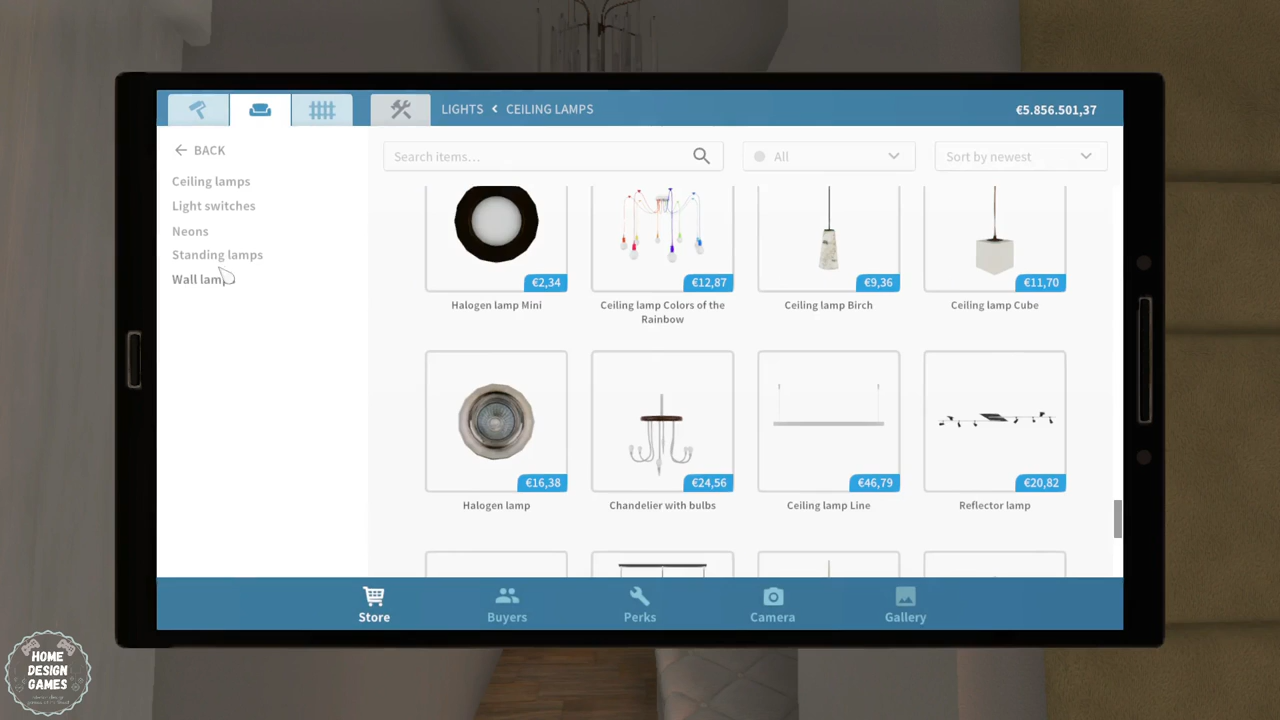 LIGHTS
CEILING LAMPS
€5.856.501,37
BACK
Ceiling lamps
Light switches
Neons
Standing lamps
Wall lamp
Search items...
All
Sort by newest
€2,34
€12,87
€9,36
€11,70
Halogen lamp Mini
Ceiling lamp Colors of the
Rainbow
Ceiling lamp Birch
Ceiling lamp Cube
€16,38
€24,56
€46,79
€20,82
Halogen lamp
Chandelier with bulbs
Ceiling lamp Line
Reflector lamp
Store
Buyers
Perks
Camera
Gallery
HOME
DESIGN
GAMES